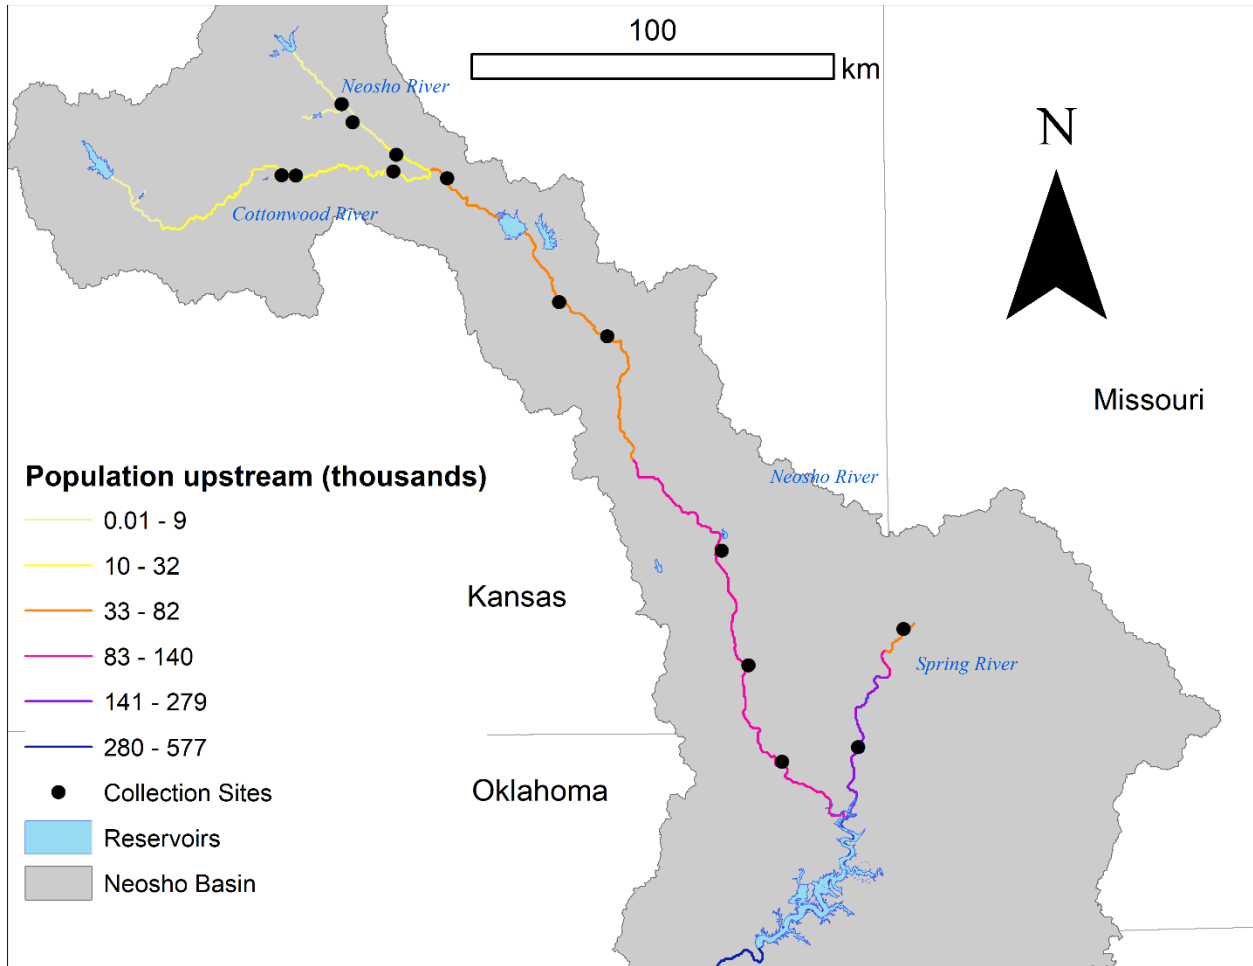 100
km
Neosho River
N
Cottonwood River
Missouri
Population upstream (thousands)
0.01 - 9
10 - 32
33 - 82
83 - 140
141 - 279
280 - 577
Collection Sites
Reservoirs
Neosho Basin
Neosho River
Kansas
Spring River
Oklahoma